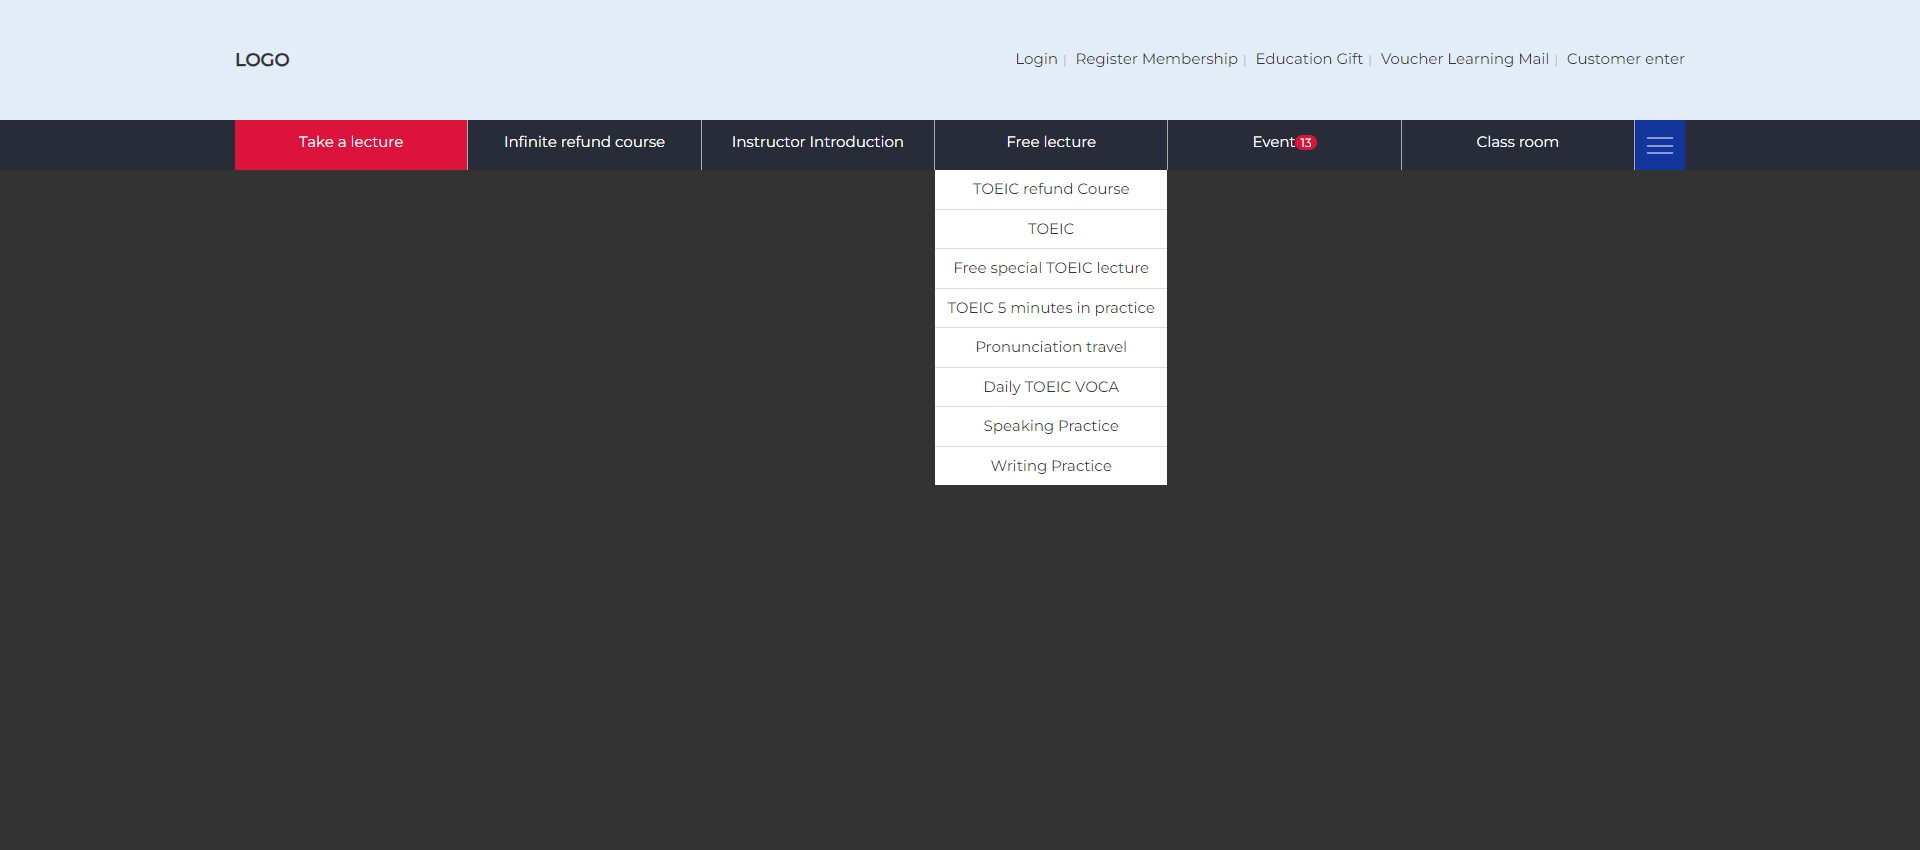 LOGO
Login | Register Membership | Education Gift | Voucher Learning Mail | Customer enter
Take a lecture Infinite refund course Instructor Introduction Free lecture Event 13 Class room
TOEIC refund Course
TOEIC
Free special TOEIC lecture
TOEIC 5 minutes in practice
Pronunciation travel
Daily TOEIC VOCA
Speaking Practice
Writing Practice